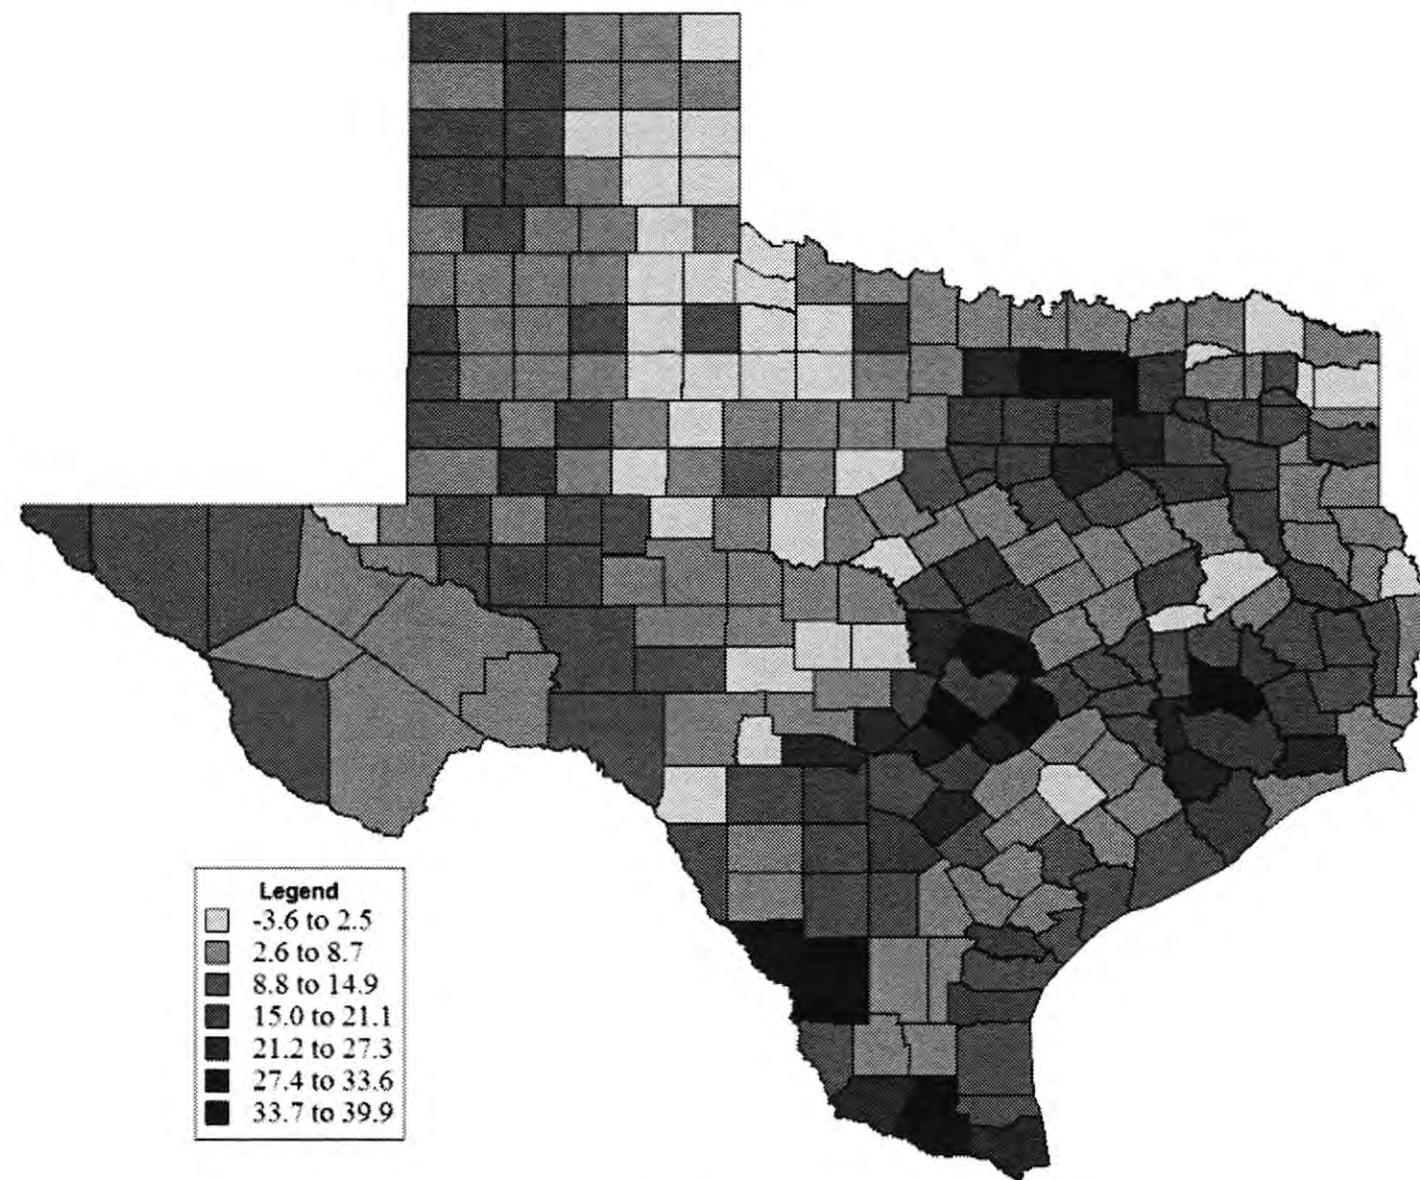 Legend
-3.6 to 2.5
2.6 to 8.7
8.8 to 14.9
15.0 to 21.1
21.2 to 27.3
27.4 to 33.6
33.7 to 39.9